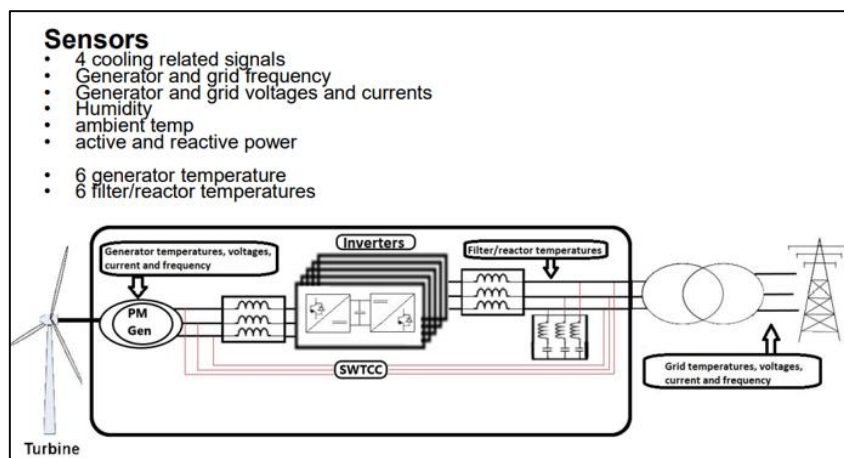 Sensors
• 4 cooling related signals
• Generator and grid frequency
• Generator and grid voltages and currents
• Humidity
• ambient temp
• active and reactive power
• 6 generator temperature
• 6 filter/reactor temperatures
Generator temperatures, voltages,
current and frequency
Inverters
Filter/reactor temperatures
PM
Gen
SWTCC
Grid temperatures, voltages,
current and frequency
Turbine